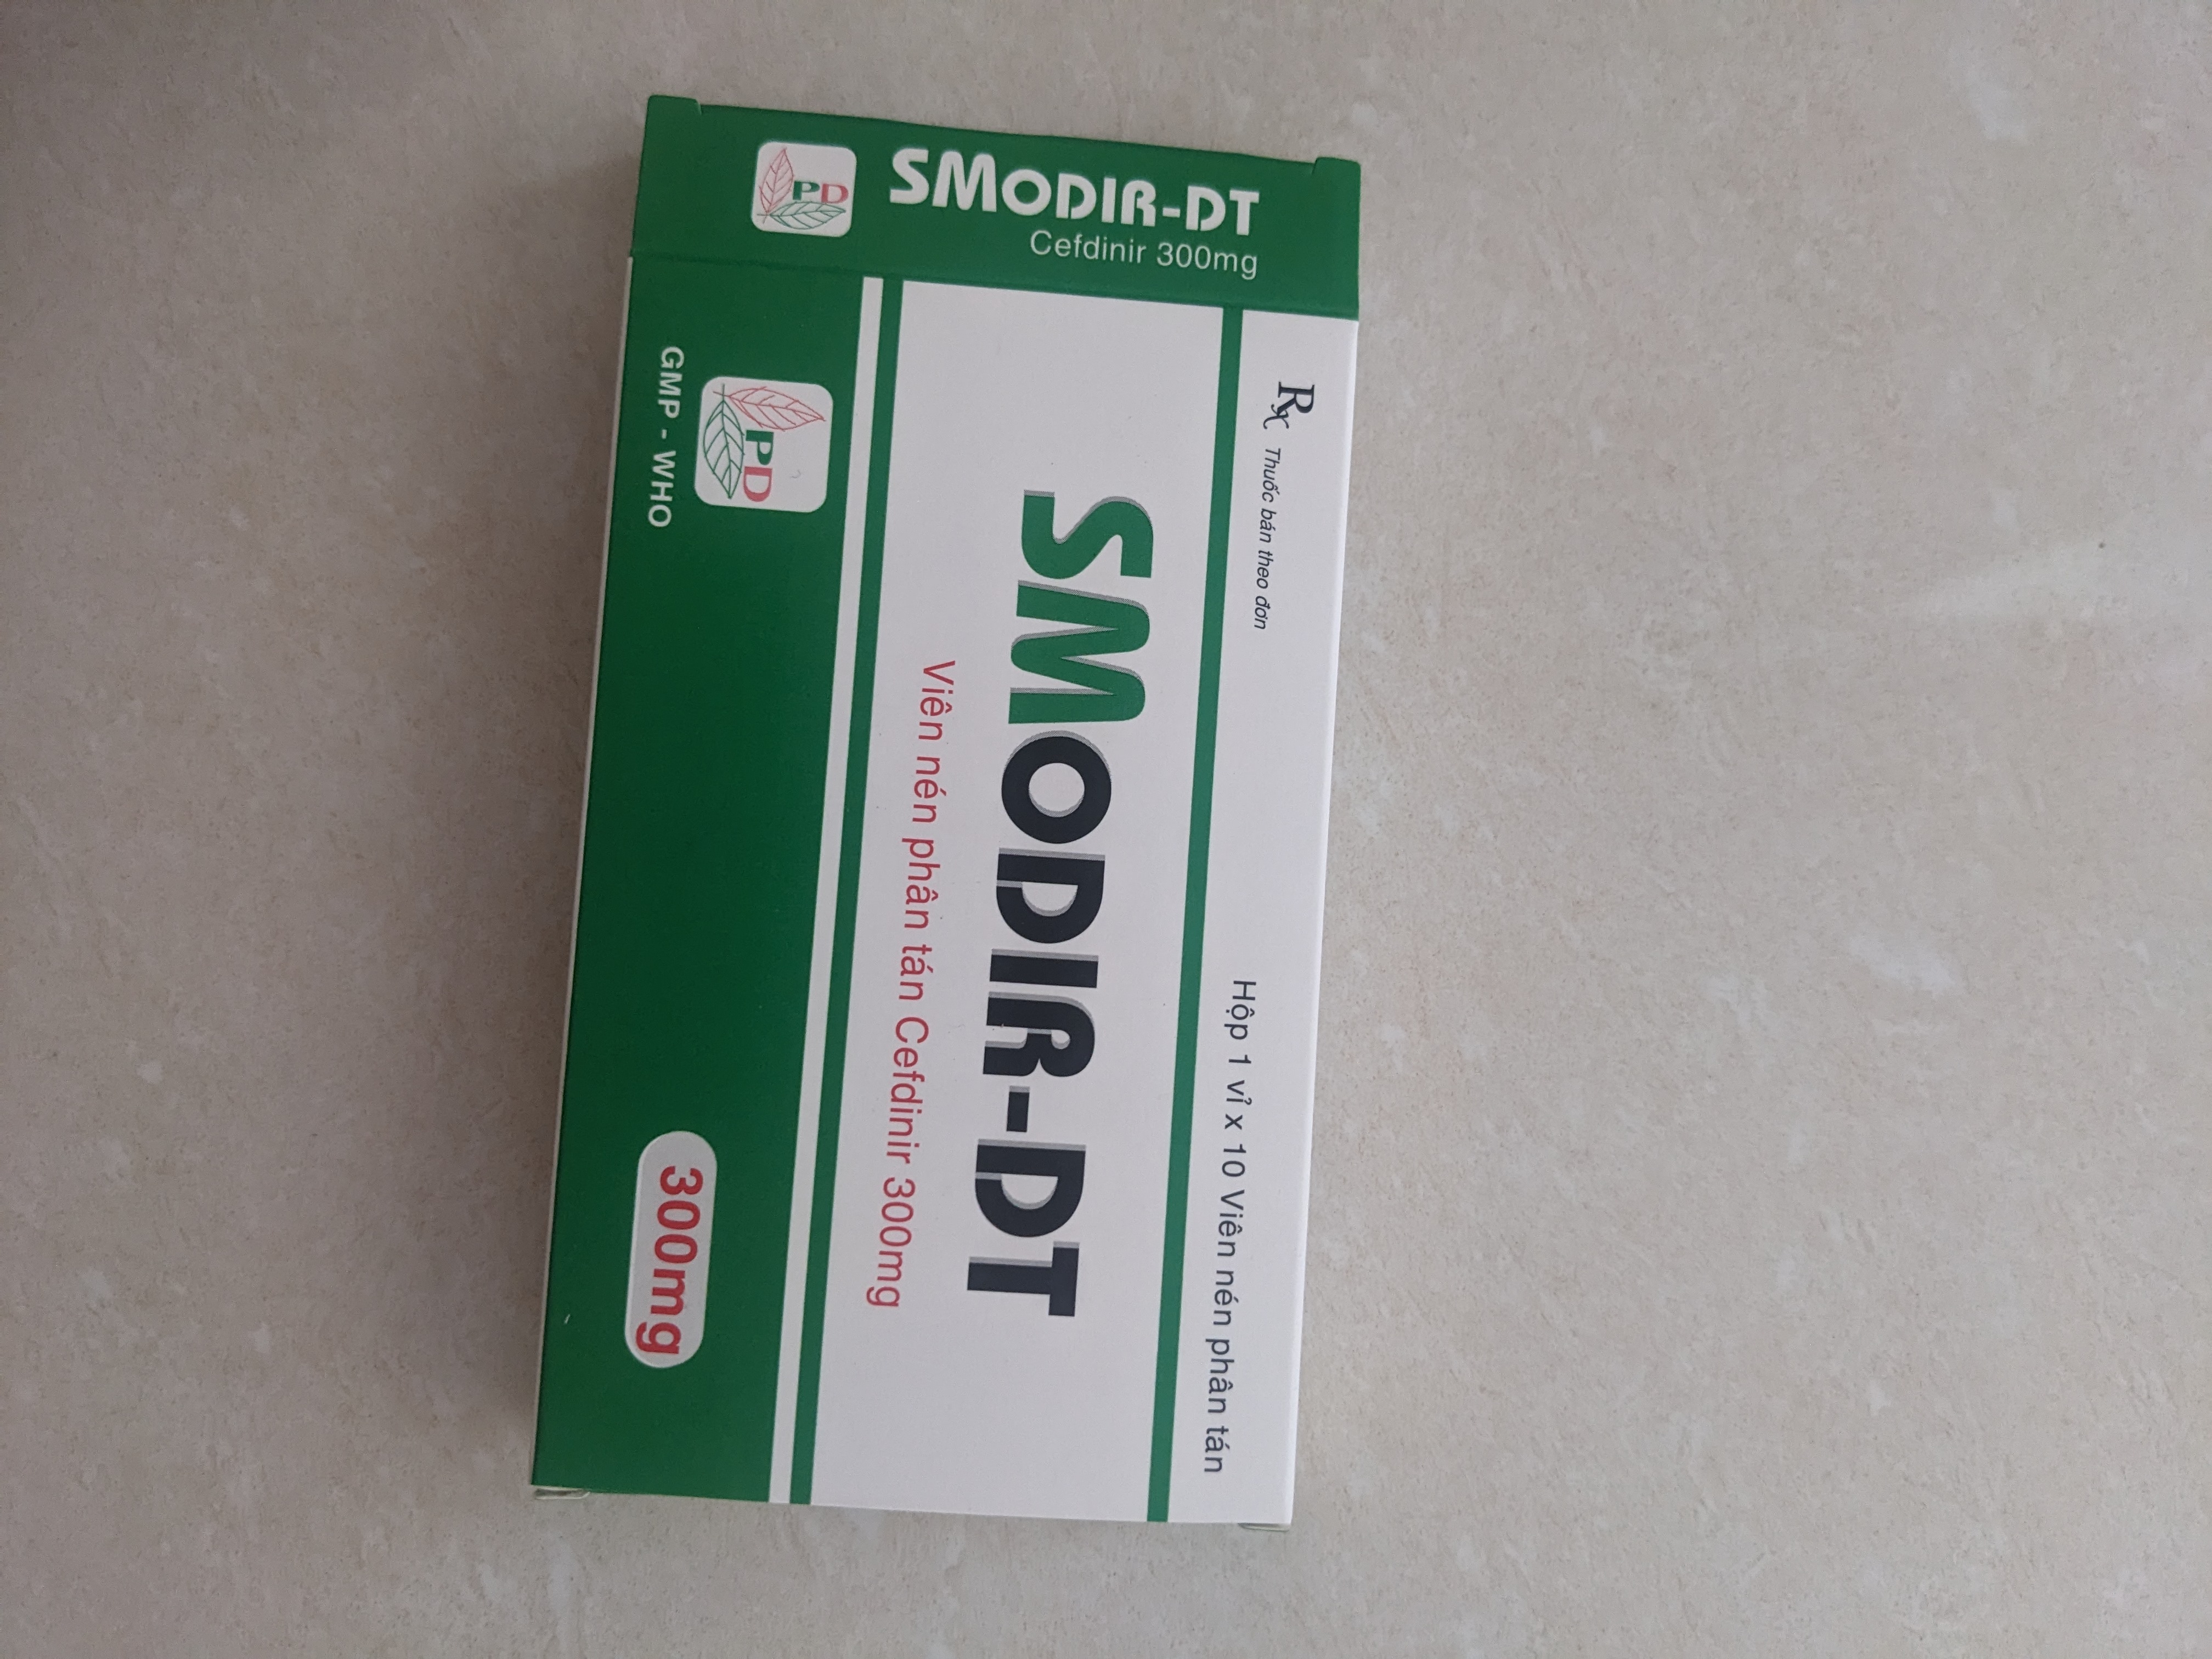 PD
SMODIR-DT
Cefdinir 300mg
Rx Thuốc bán theo đơn
Hộp 1 vỉ x 10 Viên nén phân tán
SMODIR-DT
Viên nén phân tán Cefdinir 300mg
PD
GMP - WHO
300mg